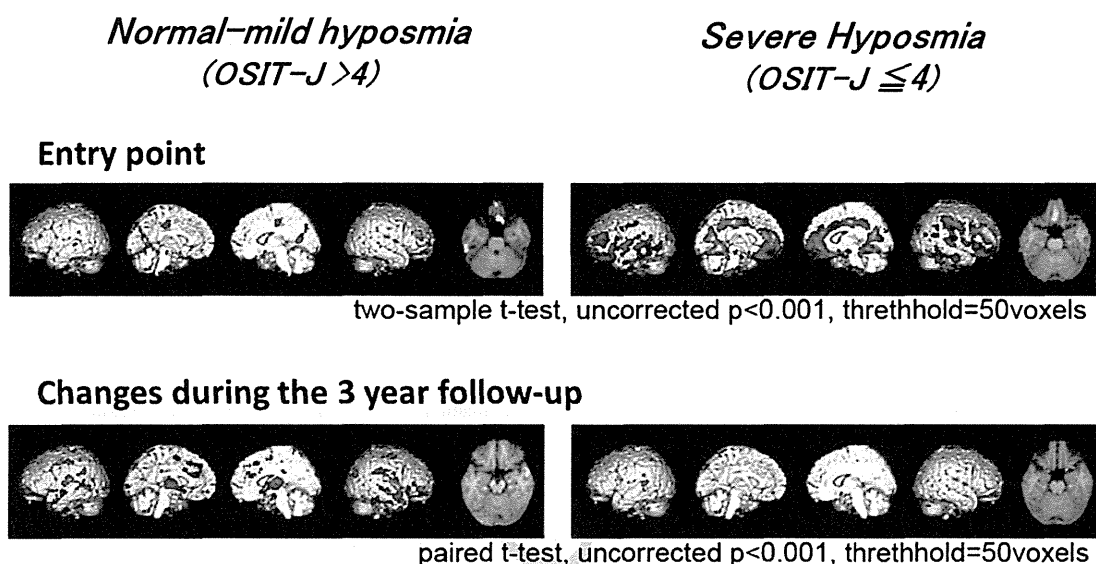 Normal-mild hyposmia
(OSIT-J >4)
Severe Hyposmia
(OSIT-J ≦4)
Entry point
two-sample t-test, uncorrected p<0.001, threthhold=50voxels
Changes during the 3 year follow-up
paired t-test, uncorrected p<0.001, threthhold=50voxels